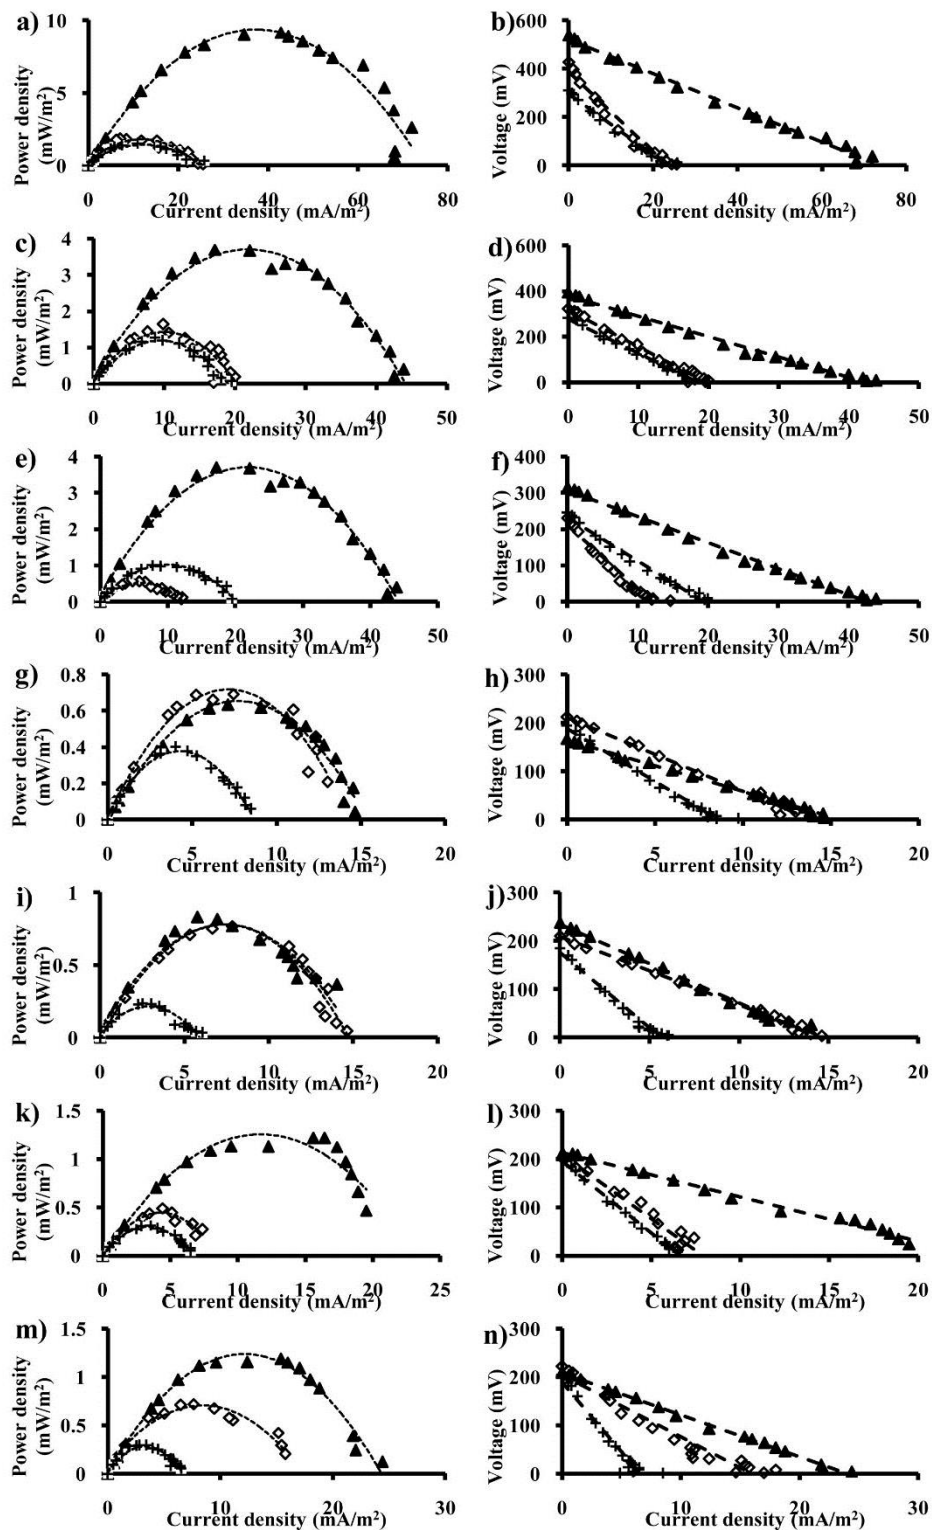 a) b)
Power density
(mW/m²)
10
5
0
0 20 40 60 80
Current density (mA/m²)
Voltage (mV)
600
400
200
0
0 20 40 60 80
Current density (mA/m²)
c) d)
Power density
(mW/m²)
4
3
2
1
0
0 10 20 30 40 50
Current density (mA/m²)
Voltage (mV)
600
400
200
0
0 10 20 30 40 50
Current density (mA/m²)
e) f)
Power density
(mW/m²)
4
3
2
1
0
0 10 20 30 40 50
Current density (mA/m²)
Voltage (mV)
400
300
200
100
0
0 10 20 30 40 50
Current density (mA/m²)
g) h)
Power density
(mW/m²)
0.8
0.6
0.4
0.2
0
0 5 10 15 20
Current density (mA/m²)
Voltage (mV)
300
200
100
0
0 5 10 15 20
Current density (mA/m²)
i) j)
Power density
(mW/m²)
1
0.5
0
0 5 10 15 20
Current density (mA/m²)
Voltage (mV)
300
200
100
0
0 5 10 15 20
Current density (mA/m²)
k) l)
Power density
(mW/m²)
1.5
1
0.5
0
0 5 10 15 20 25
Current density (mA/m²)
Voltage (mV)
300
200
100
0
0 5 10 15 20
Current density (mA/m²)
m) n)
Power density
(mW/m²)
1.5
1
0.5
0
0 10 20 30
Current density (mA/m²)
Voltage (mV)
300
200
100
0
0 10 20 30
Current density (mA/m²)